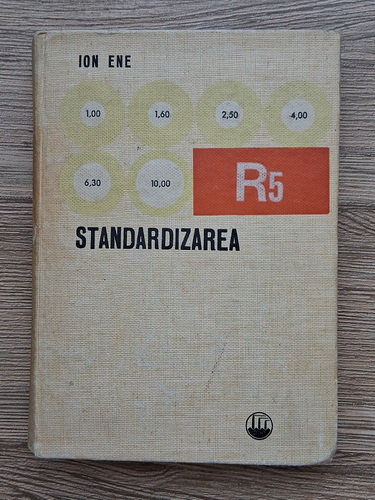 ION ENE
1,00 1,60 2,50 4,00
6,30 10,00 R5
STANDARDIZAREA